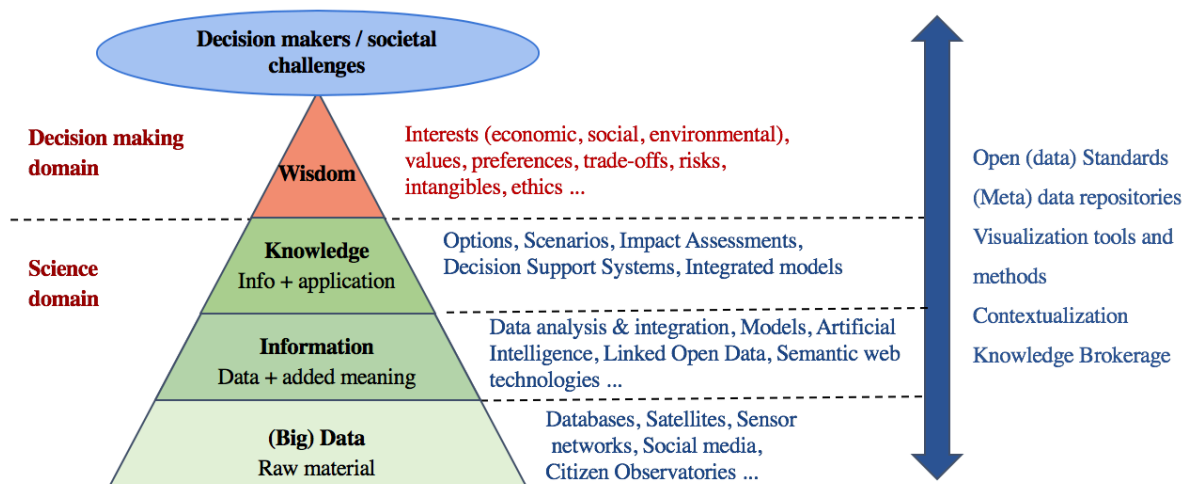 Decision makers / societal
challenges
Decision making
domain
Wisdom
Interests (economic, social, environmental),
values, preferences, trade-offs, risks,
intangibles, ethics ...
Science
domain
Knowledge
Info + application
Options, Scenarios, Impact Assessments,
Decision Support Systems, Integrated models
Information
Data + added meaning
Data analysis & integration, Models, Artificial
Intelligence, Linked Open Data, Semantic web
technologies ...
(Big) Data
Raw material
Databases, Satellites, Sensor
networks, Social media,
Citizen Observatories ...
Open (data) Standards
(Meta) data repositories
Visualization tools and
methods
Contextualization
Knowledge Brokerage